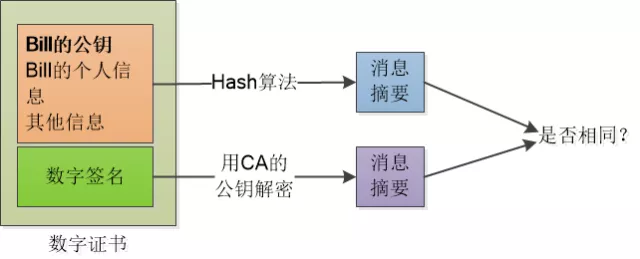 Bill的公钥
Bill的个人信
息
其他信息
数字签名
数字证书
Hash算法
用CA的
公钥解密
消息
摘要
消息
摘要
是否相同？